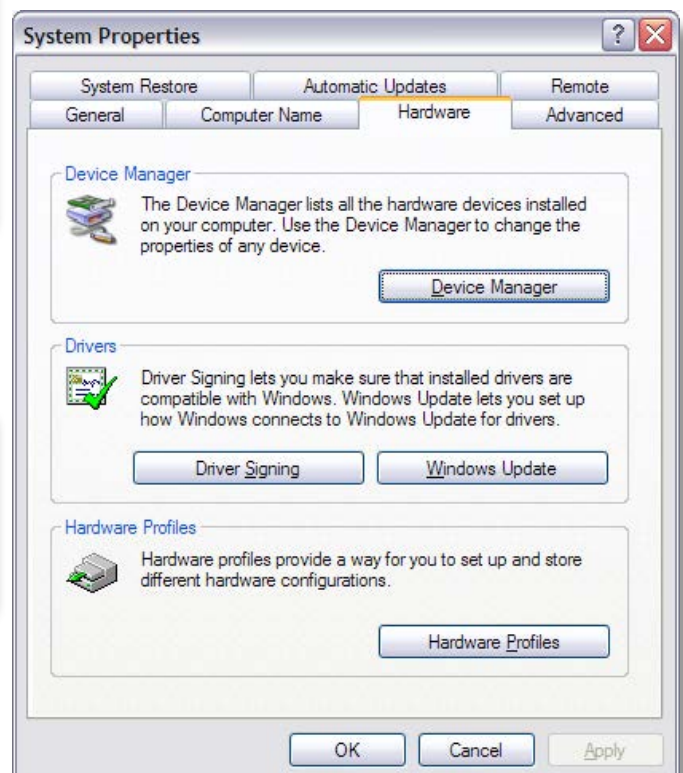 System Properties
System Restore Automatic Updates Remote
General Computer Name Hardware Advanced
Device Manager
The Device Manager lists all the hardware devices installed
on your computer. Use the Device Manager to change the
properties of any device.
Device Manager
Drivers
Driver Signing lets you make sure that installed drivers are
compatible with Windows. Windows Update lets you set up
how Windows connects to Windows Update for drivers.
Driver Signing Windows Update
Hardware Profiles
Hardware profiles provide a way for you to set up and store
different hardware configurations.
Hardware Profiles
OK Cancel Apply